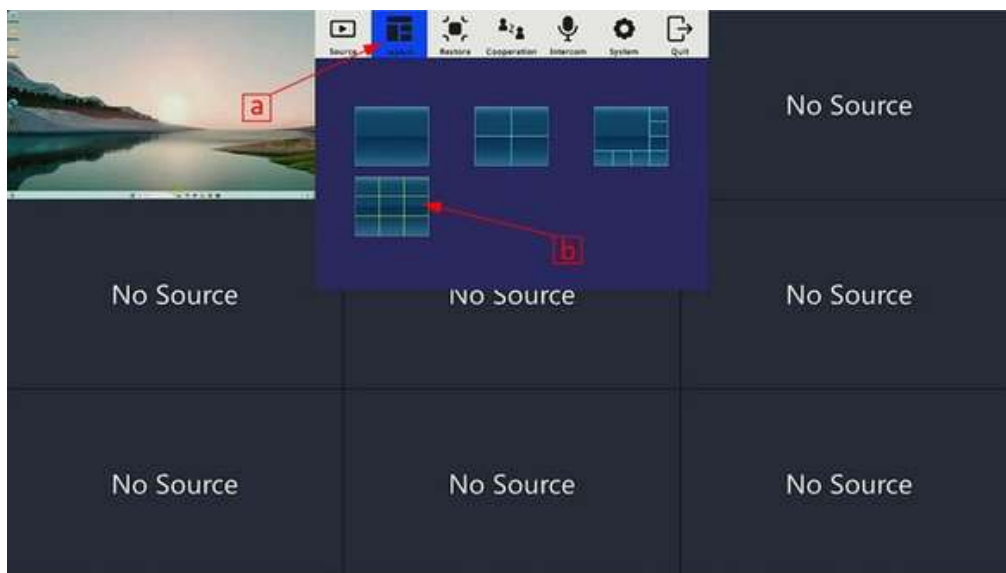 Source Layout Restore Cooperation Intercom System Quit
a
No Source
b
No Source No Source No Source
No Source No Source No Source